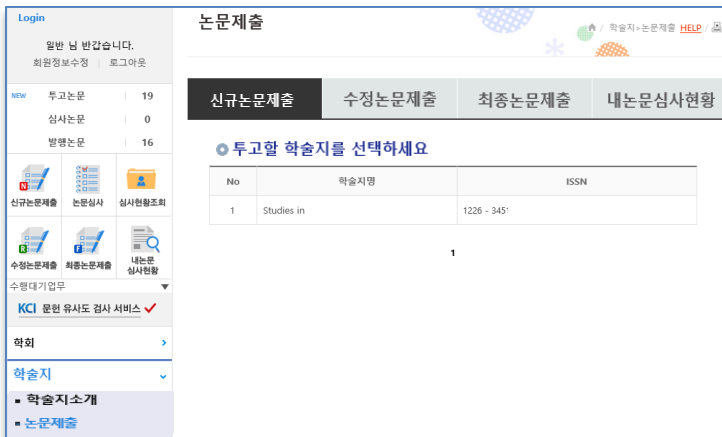 Login
일반 님 반갑습니다.
회원정보수정 | 로그아웃
NEW 투고논문 | 19
심사논문 | 0
발행논문 | 16
신규논문제출 논문심사 심사현황조회
수정논문제출 최종논문제출 내논문 심사현황
수행대기업무 ▼
KCI 문헌 유사도 검사 서비스
학회
학술지
학술지소개
논문제출
논문제출
/ 학술지>논문제출 HELP /
신규논문제출 수정논문제출 최종논문제출 내논문심사현황
투고할 학술지를 선택하세요
No 학술지명 ISSN
1 Studies in 1226 - 345
1